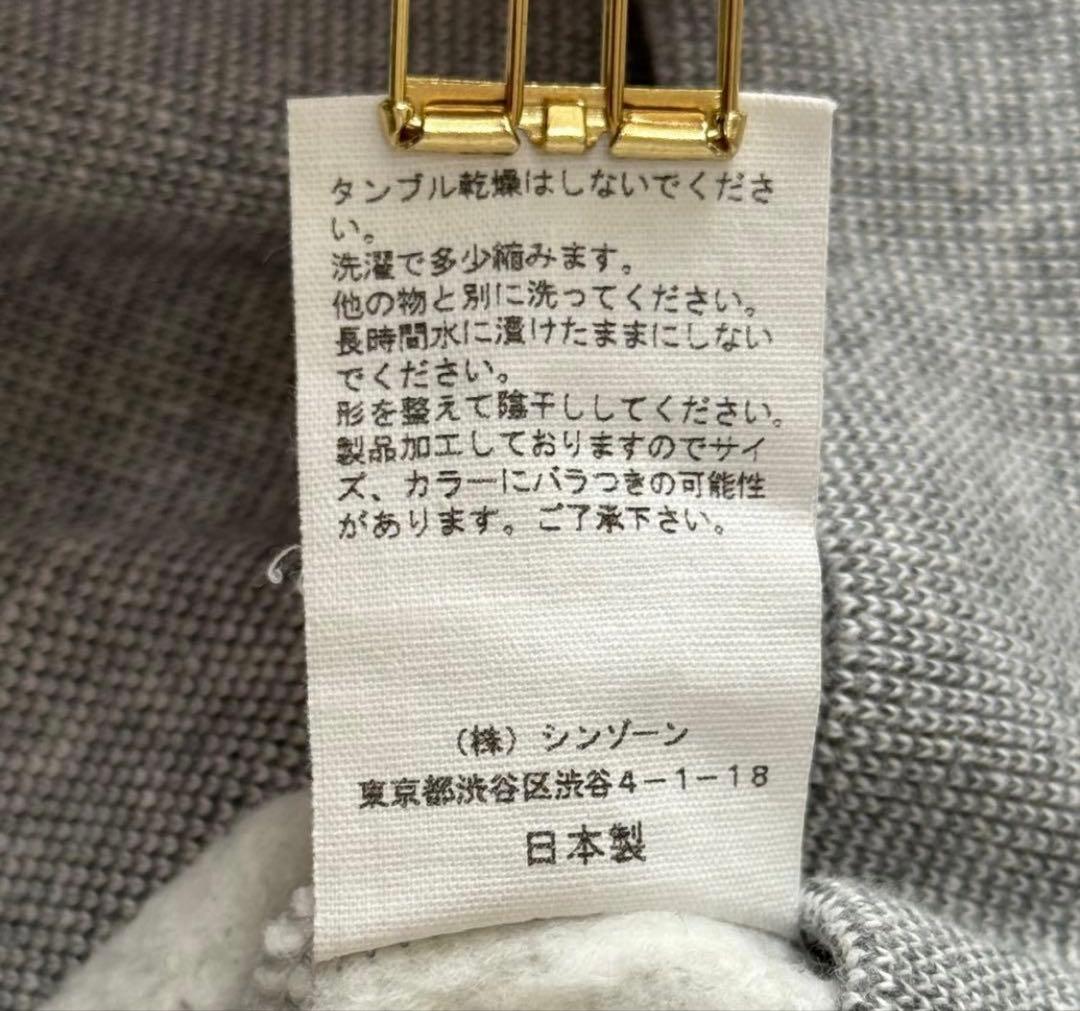 タンブル乾燥はしないでくださ
い。
洗濯で多少縮みます。
他の物と別に洗ってください。
長時間水に漬けたままにしない
でください。
形を整えて陰干ししてください。
製品加工しておりますのでサイ
ズ、カラーにバラつきの可能性
があります。ご了承下さい。
(株) シンゾーン
東京都渋谷区渋谷4-1-18
日本製